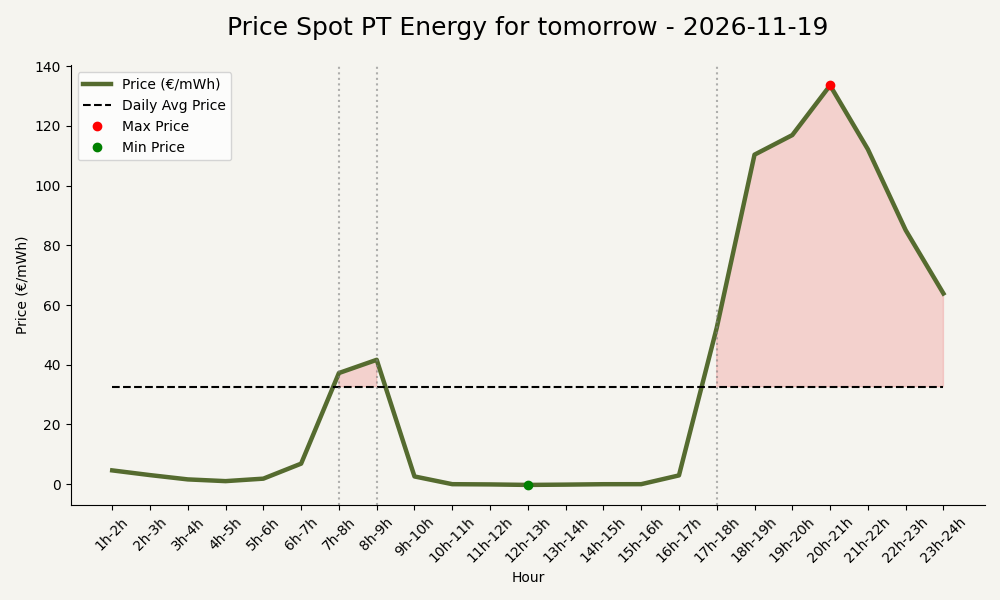 Price Spot PT Energy for tomorrow - 2026-11-19
Price (€/mWh)
Daily Avg Price
Max Price
Min Price
Price (€/mWh)
140
120
100
80
60
40
20
0
1h-2h
2h-3h
3h-4h
4h-5h
5h-6h
6h-7h
7h-8h
8h-9h
9h-10h
10h-11h
11h-12h
12h-13h
13h-14h
14h-15h
15h-16h
16h-17h
17h-18h
18h-19h
19h-20h
20h-21h
21h-22h
22h-23h
23h-24h
Hour